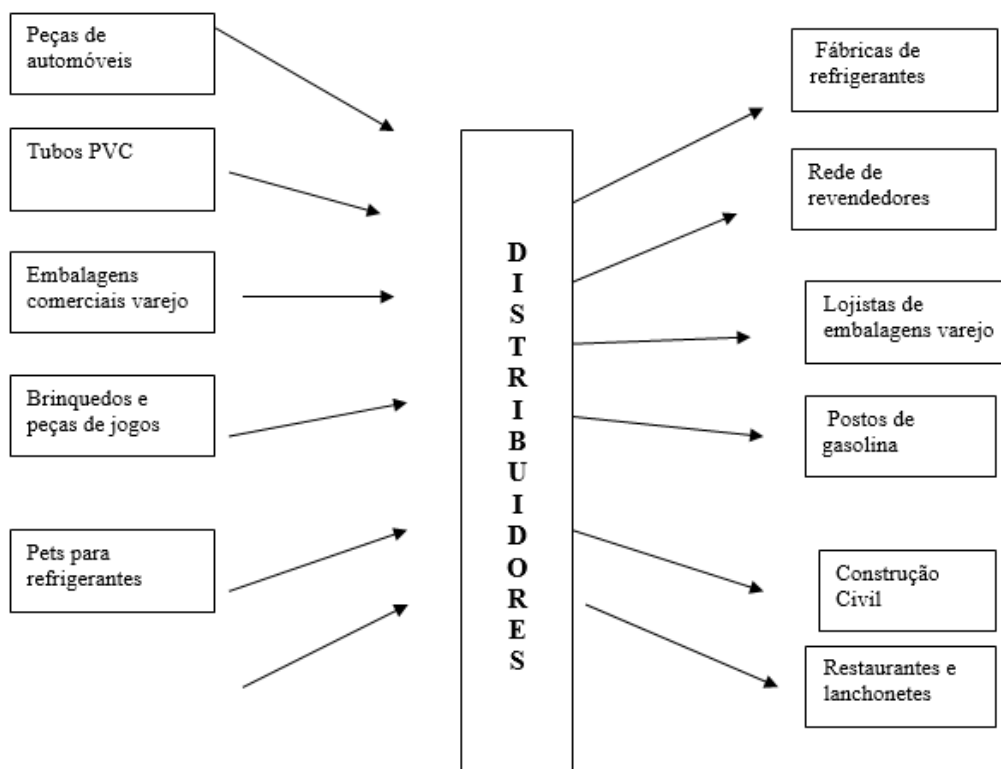 Peças de
automóveis
Tubos PVC
Embalagens
comerciais varejo
Brinquedos e
peças de jogos
Pets para
refrigerantes
D
I
S
T
R
I
B
U
I
D
O
R
E
S
Fábricas de
refrigerantes
Rede de
revendedores
Lojistas de
embalagens varejo
Postos de
gasolina
Construção
Civil
Restaurantes e
lanchonetes